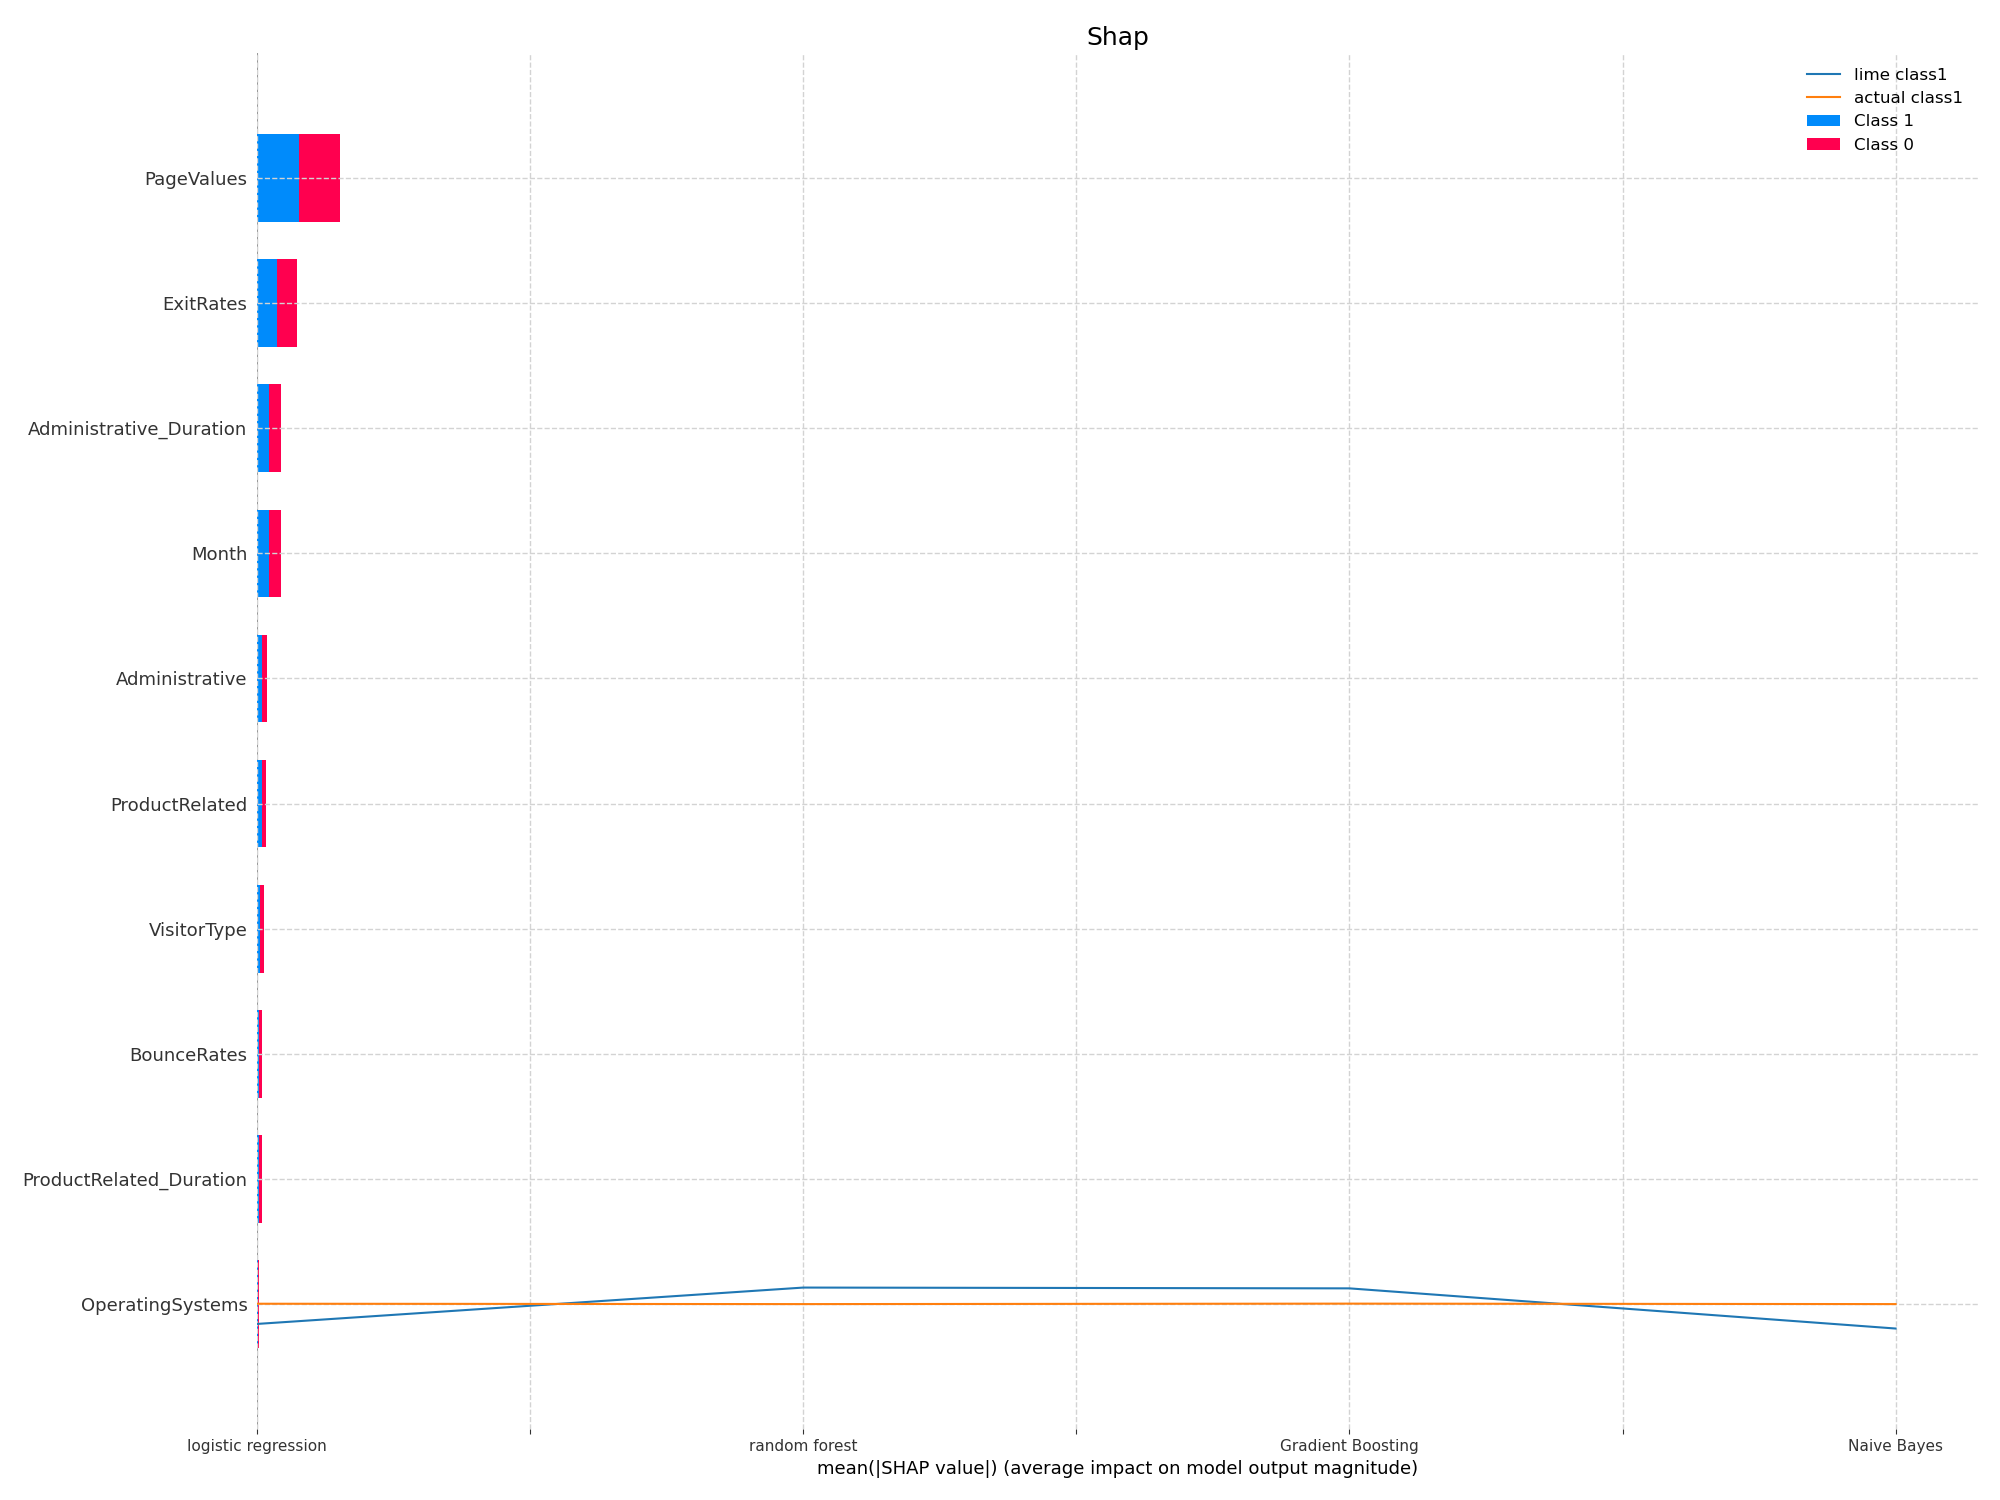 Shap
lime class1
actual class1
Class 1
Class 0
PageValues
ExitRates
Administrative_Duration
Month
Administrative
ProductRelated
VisitorType
BounceRates
ProductRelated_Duration
OperatingSystems
logistic regression
random forest
Gradient Boosting
Naive Bayes
mean(|SHAP value|) (average impact on model output magnitude)